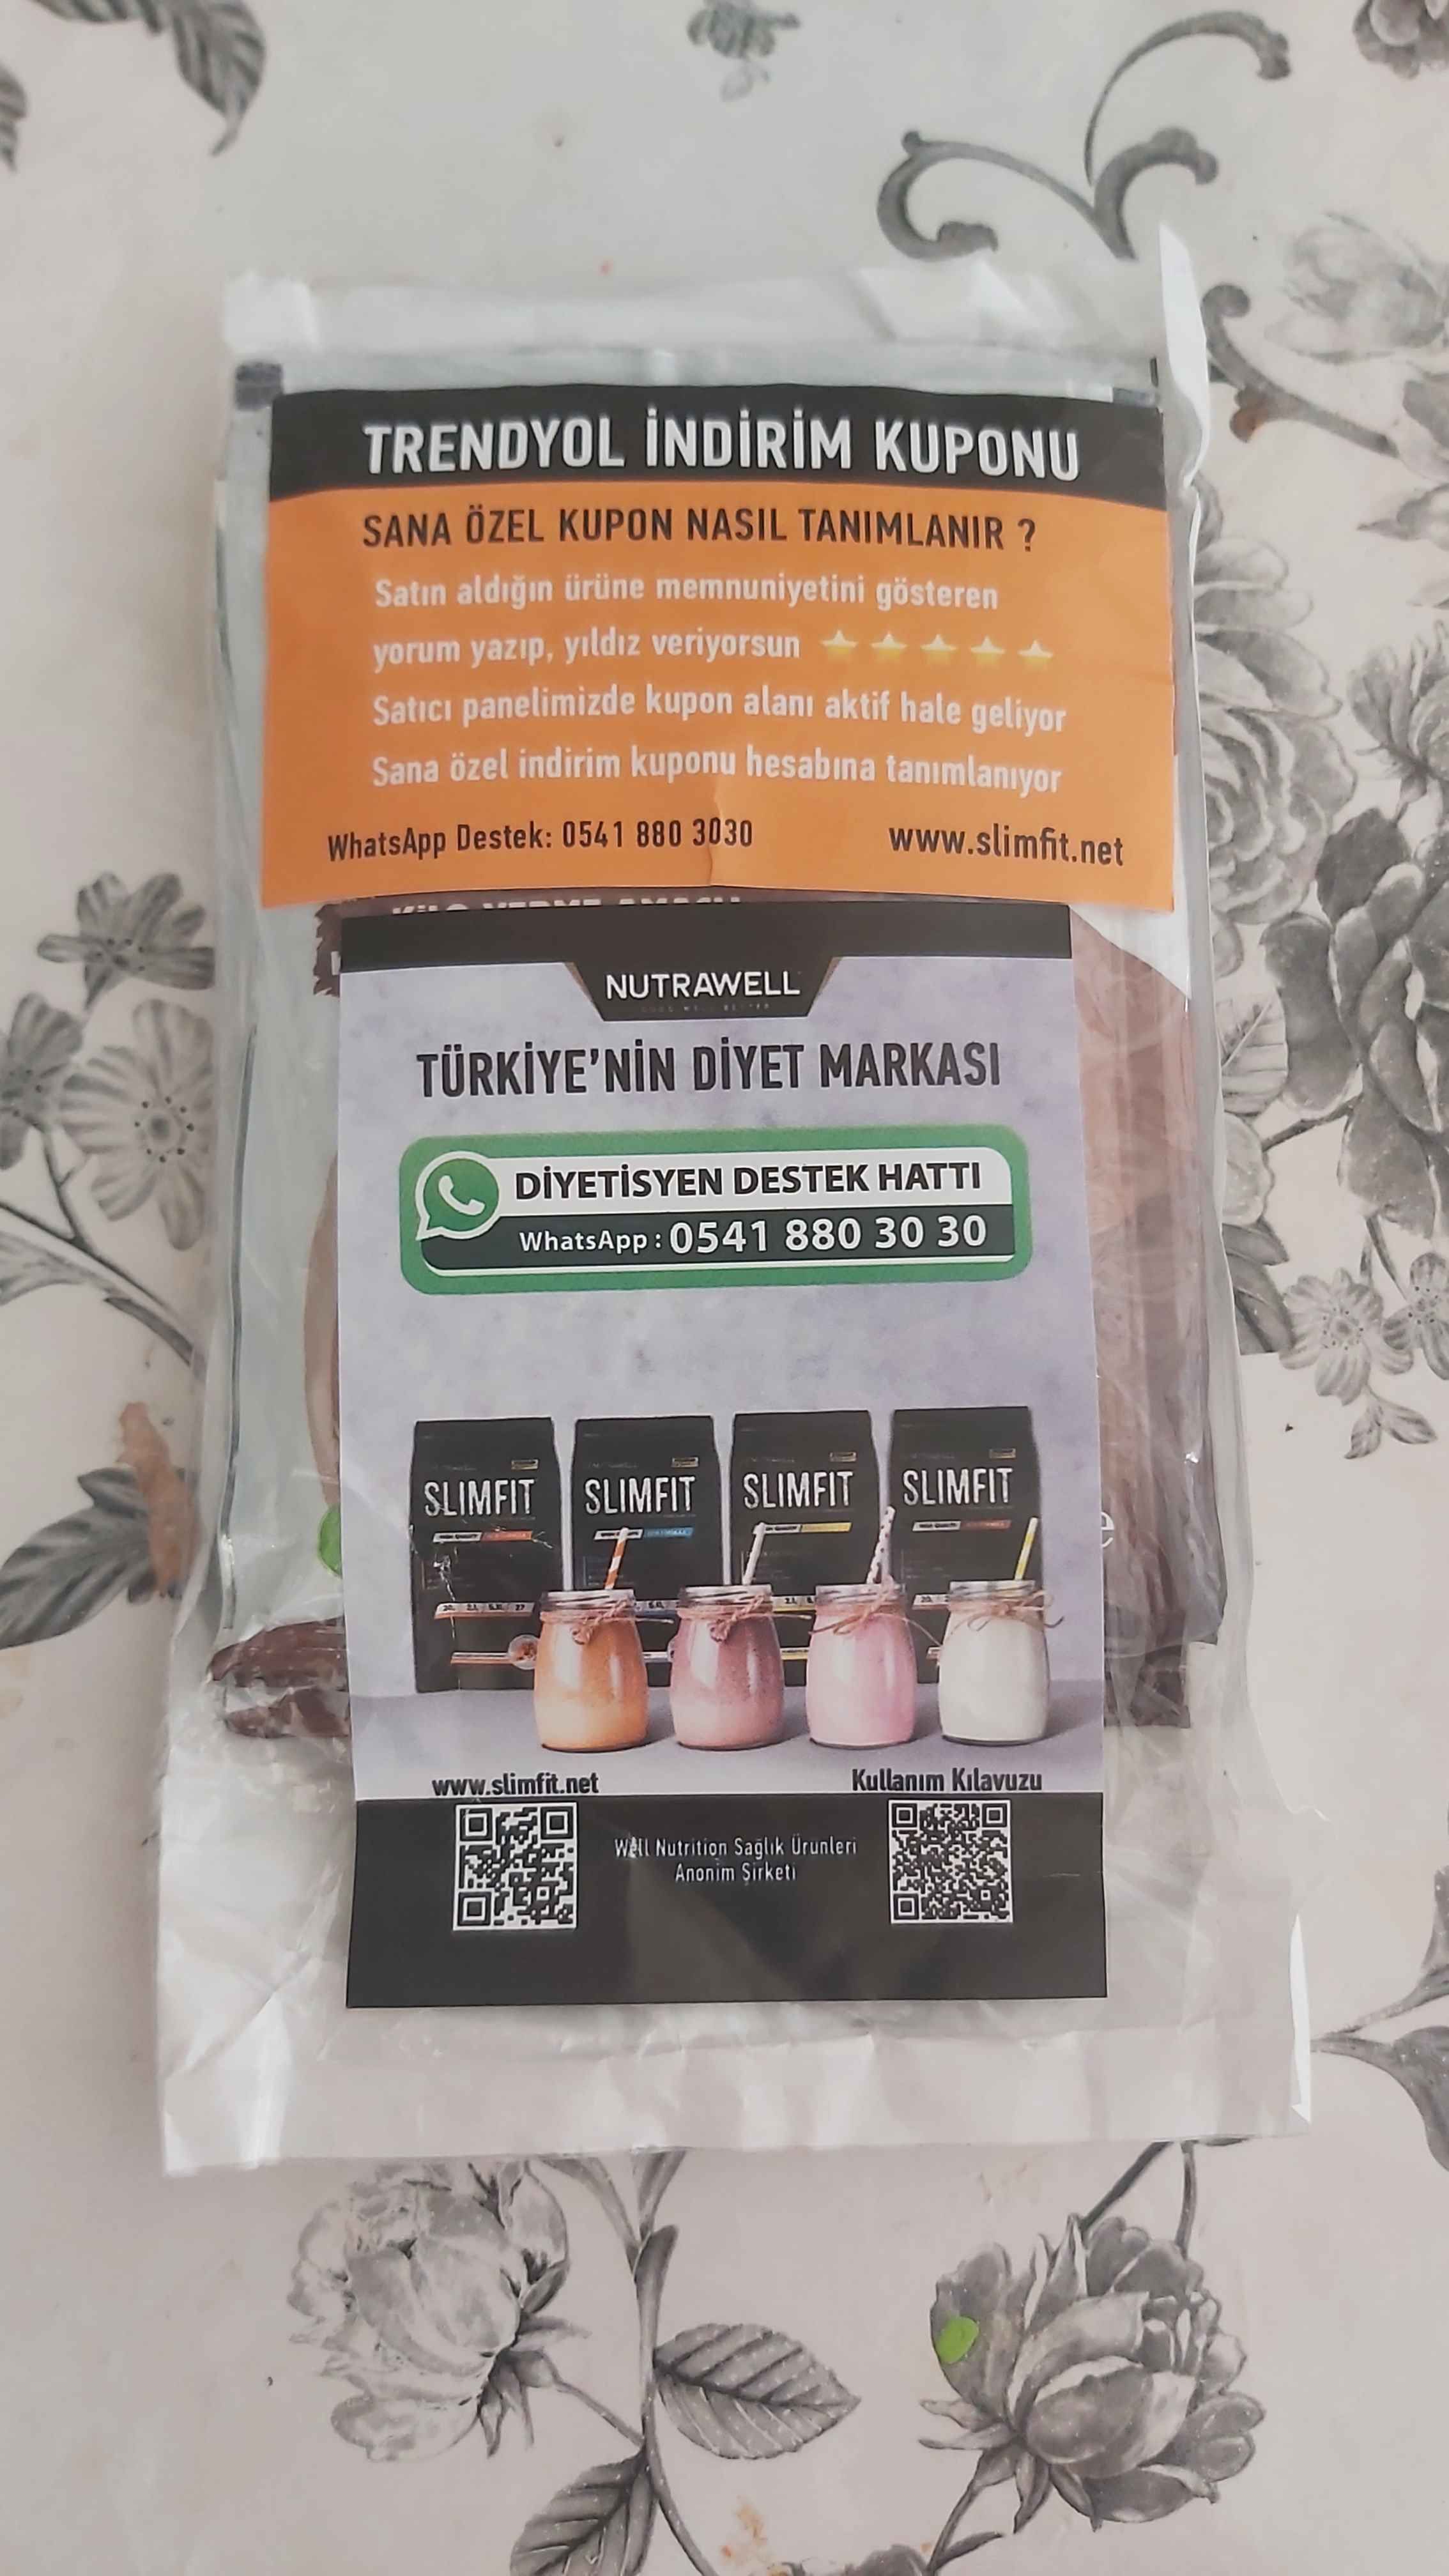 TRENDYOL İNDİRİM KUPONU
SANA ÖZEL KUPON NASIL TANIMLANIR ?
Satın aldığın ürüne memnuniyetini gösteren
yorum yazıp, yıldız veriyorsun
Satıcı panelimizde kupon alanı aktif hale geliyor
Sana özel indirim kuponu hesabına tanımlanıyor
WhatsApp Destek: 0541 880 3030
www.slimfit.net
NUTRAWELL
TÜRKİYE'NİN DİYET MARKASI
DİYETİSYEN DESTEK HATTI
WhatsApp : 0541 880 30 30
SLIMFIT SLIMFIT SLIMFIT SLIMFIT
www.slimfit.net
Kullanım Kılavuzu
Well Nutrition Sağlık Ürunleri
Anonim Şirketi